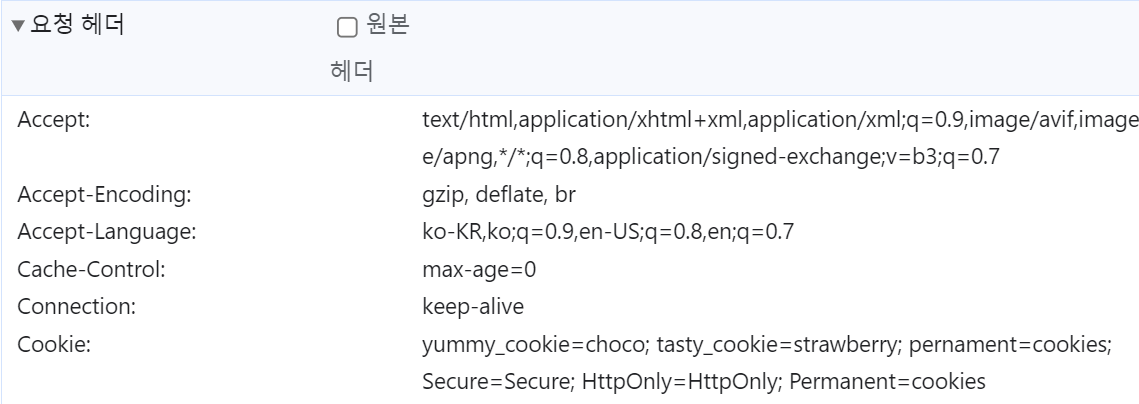 ▼ 요청 헤더 원본
헤더
Accept: text/html,application/xhtml+xml,application/xml;q=0.9,image/avif,image
e/apng,*/*;q=0.8,application/signed-exchange;v=b3;q=0.7
Accept-Encoding: gzip, deflate, br
Accept-Language: ko-KR,ko;q=0.9,en-US;q=0.8,en;q=0.7
Cache-Control: max-age=0
Connection: keep-alive
Cookie: yummy_cookie=choco; tasty_cookie=strawberry; pernament=cookies;
Secure=Secure; HttpOnly=HttpOnly; Permanent=cookies